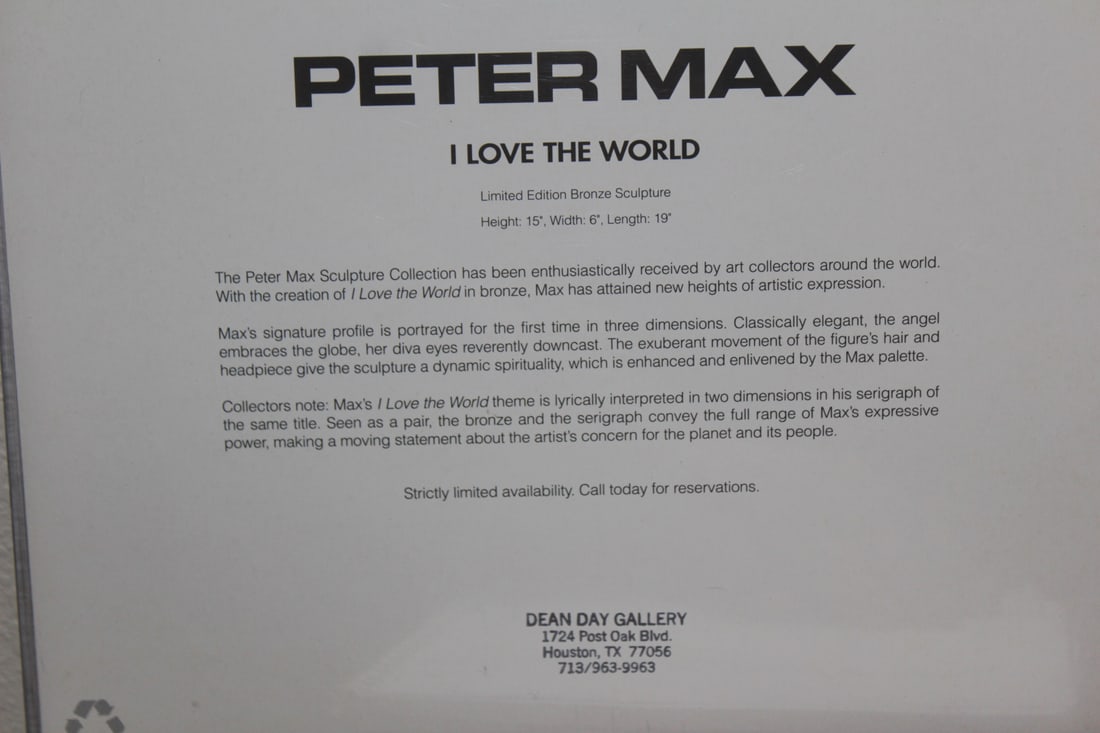 PETER MAX
I LOVE THE WORLD
Limited Edition Bronze Sculpture
Height: 15", Width: 6", Length: 19"
The Peter Max Sculpture Collection has been enthusiastically received by art collectors around the world.
With the creation of I Love the World in bronze, Max has attained new heights of artistic expression.
Max's signature profile is portrayed for the first time in three dimensions. Classically elegant, the angel
embraces the globe, her diva eyes reverently downcast. The exuberant movement of the figure's hair and
headpiece give the sculpture a dynamic spirituality, which is enhanced and enlivened by the Max palette.
Collectors note: Max's I Love the World theme is lyrically interpreted in two dimensions in his serigraph of
the same title. Seen as a pair, the bronze and the serigraph convey the full range of Max's expressive
power, making a moving statement about the artist's concern for the planet and its people.
Strictly limited availability. Call today for reservations.
DEAN DAY GALLERY
1724 Post Oak Blvd.
Houston, TX 77056
713/963-9963